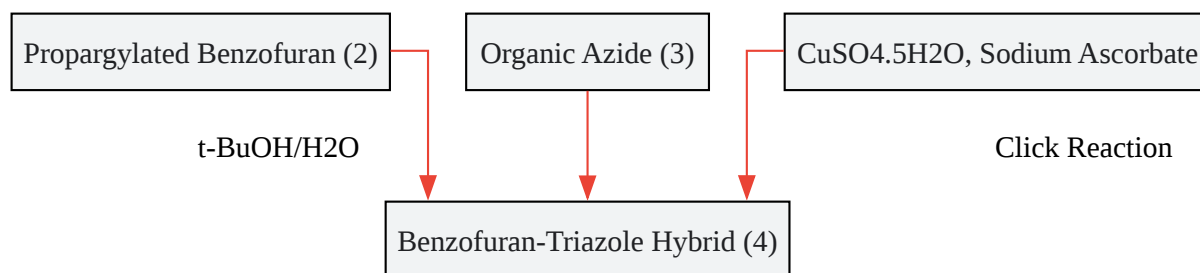 Propargylated Benzofuran (2)
Organic Azide (3)
CuSO4.5H2O, Sodium Ascorbate
t-BuOH/H2O
Click Reaction
Benzofuran-Triazole Hybrid (4)